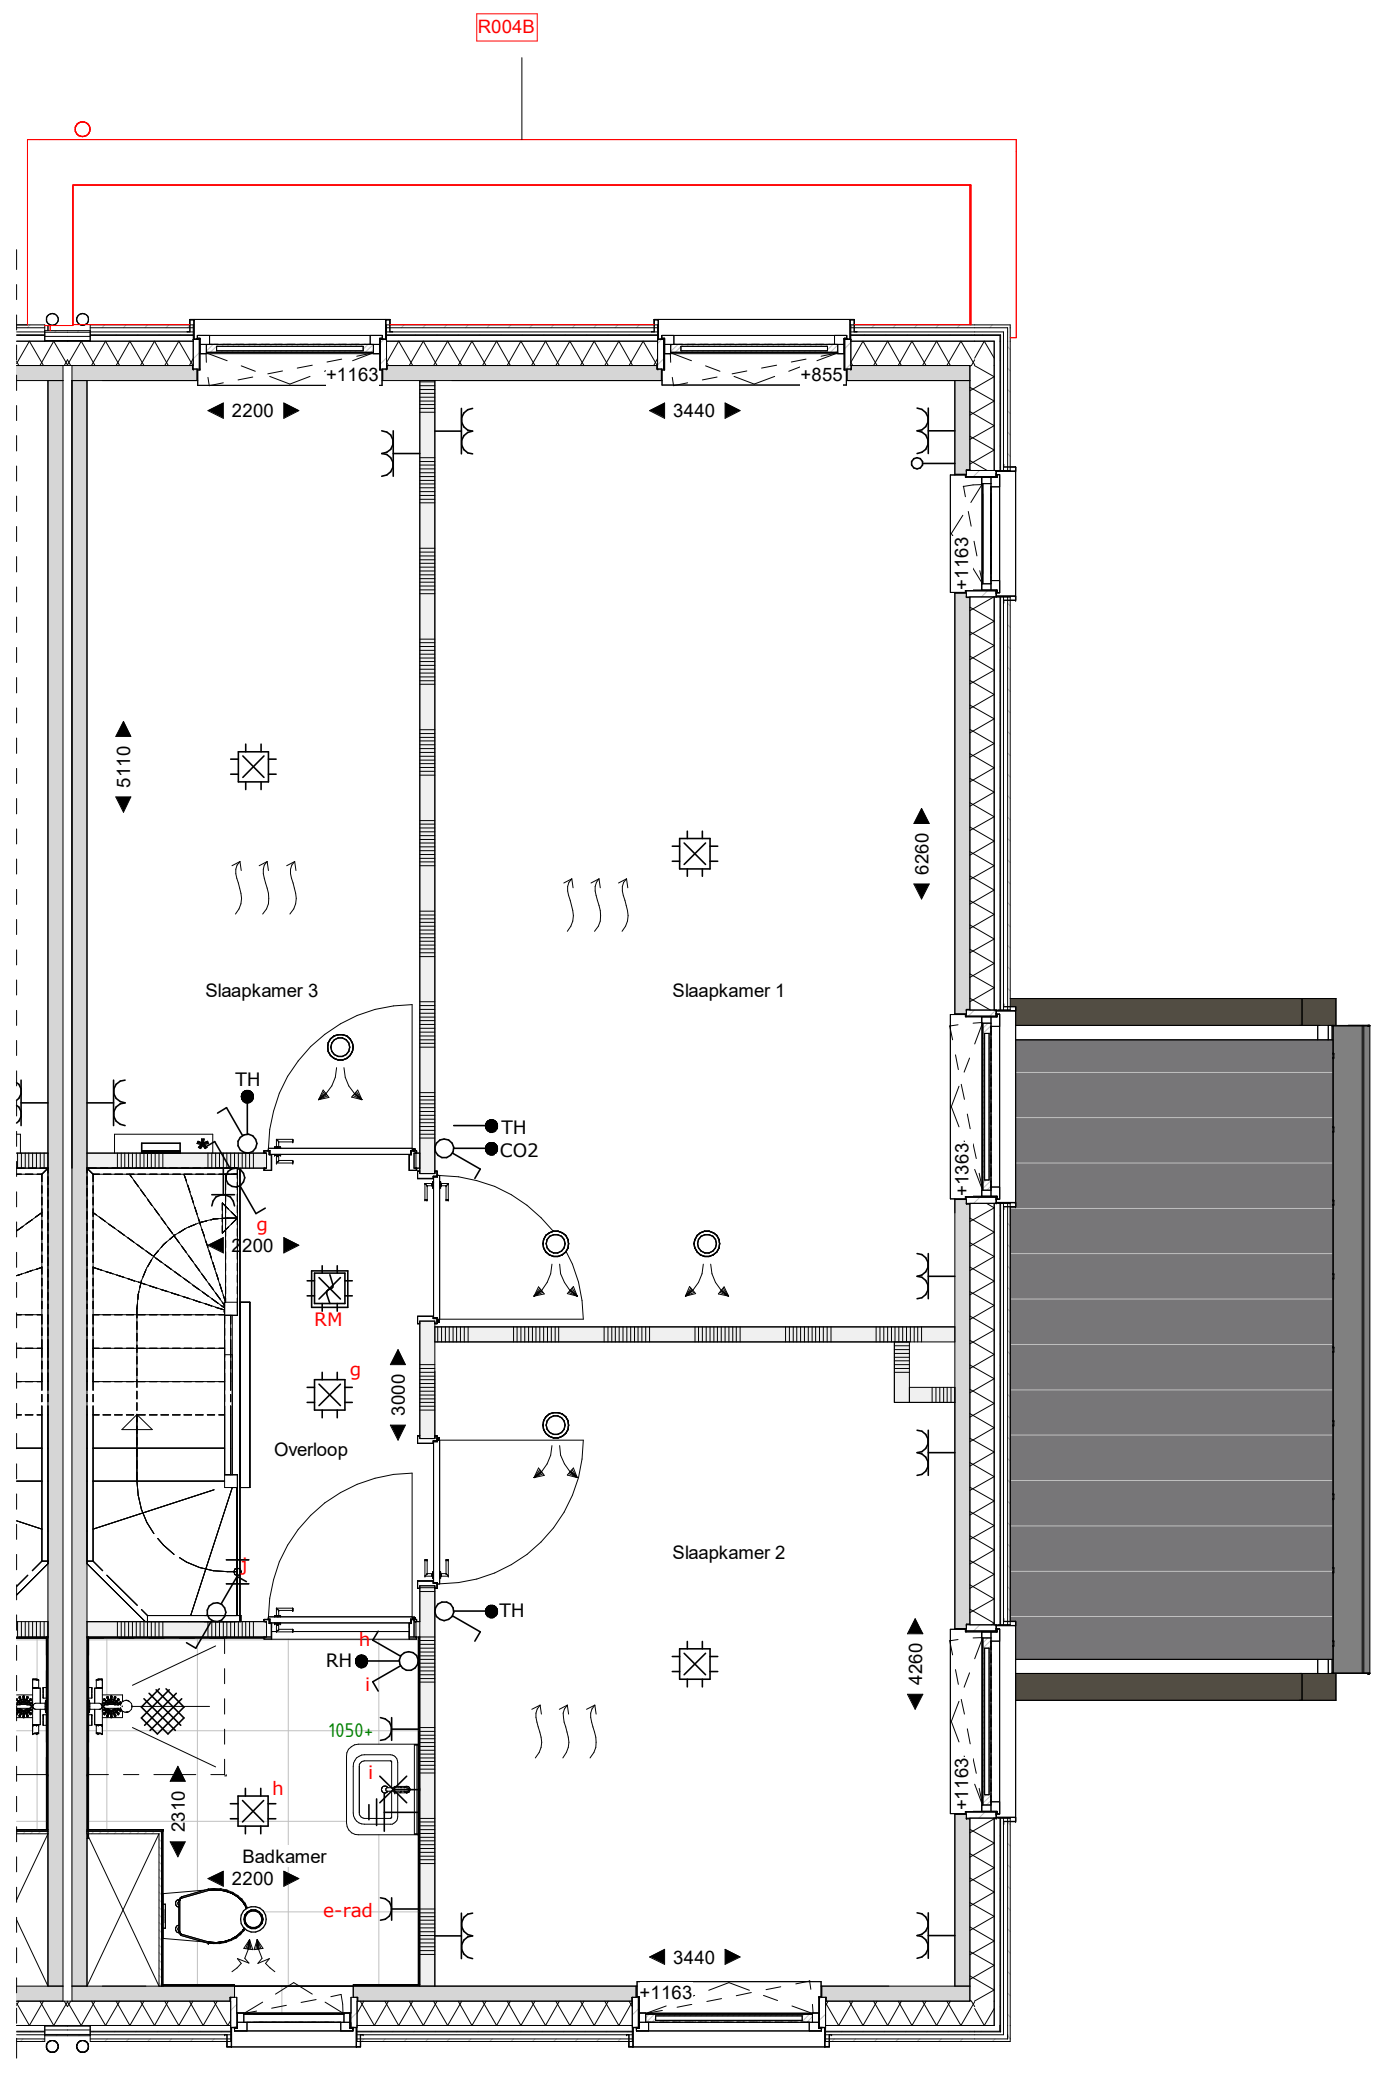 R004B
+1163
+855
2200
3440
+1163
5110
6260
Slaapkamer 3
Slaapkamer 1
TH
TH
CO2
*
+1363
g
2200
RM
g
3000
Overloop
Slaapkamer 2
j
TH
h
RH
i
4260
1050+
i
h
2310
+1163
Badkamer
2200
e-rad
3440
+1163